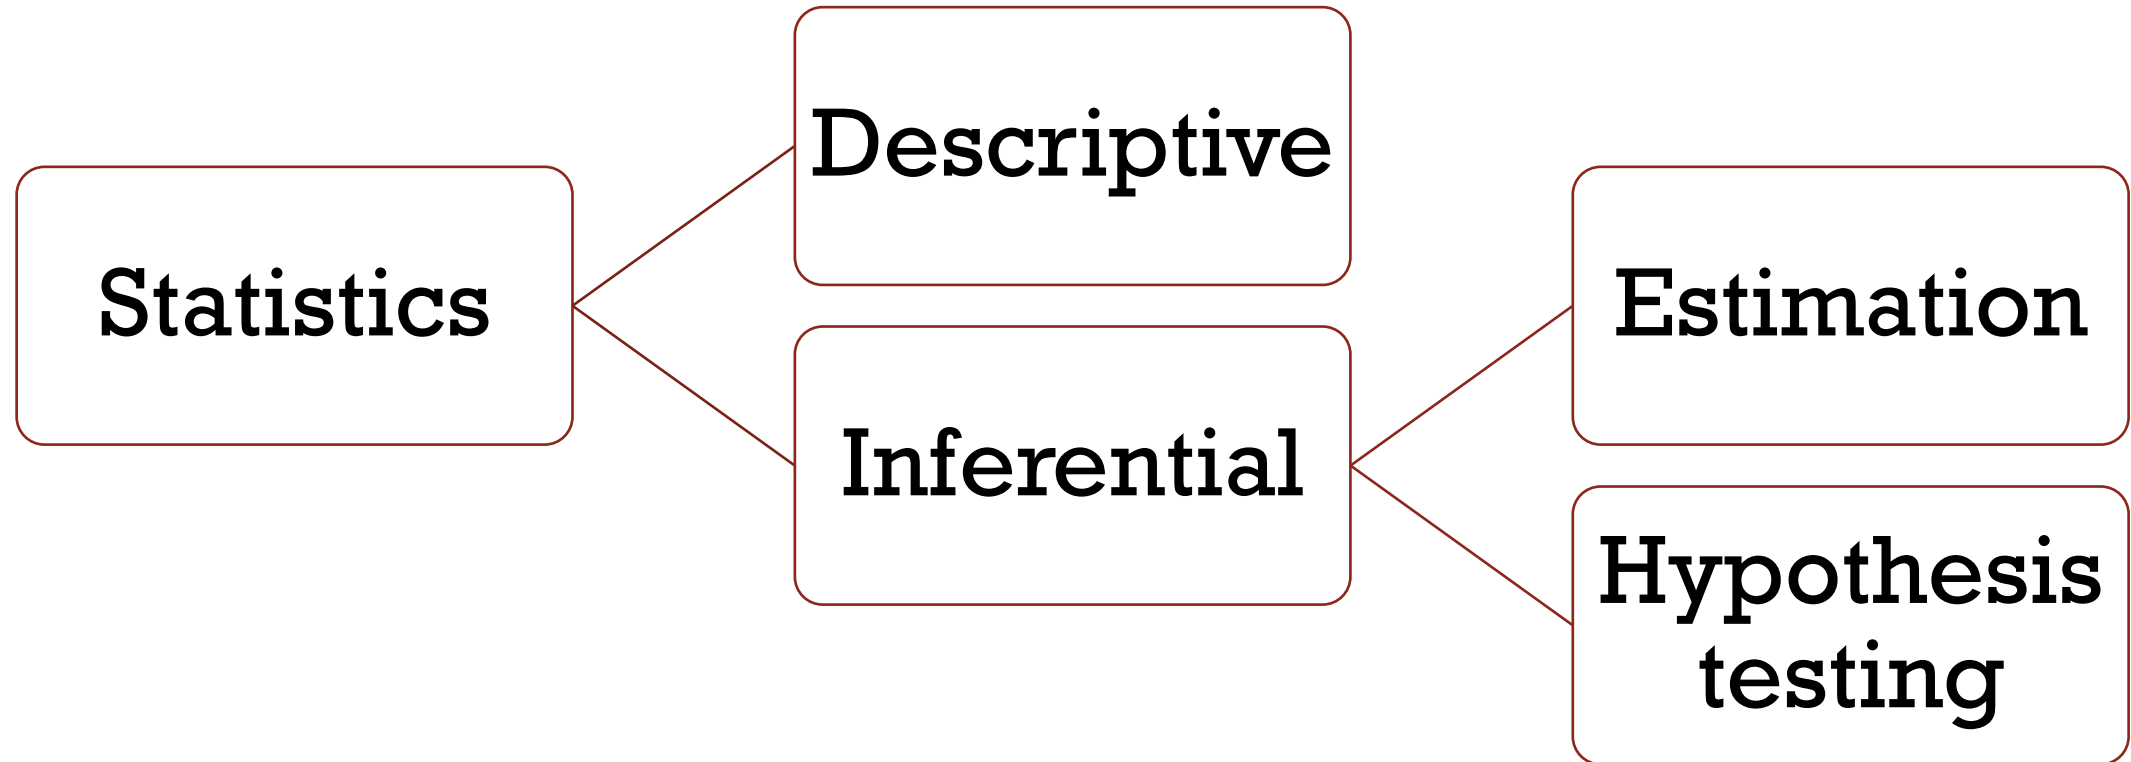 Statistics
Descriptive
Inferential
Estimation
Hypothesis
testing